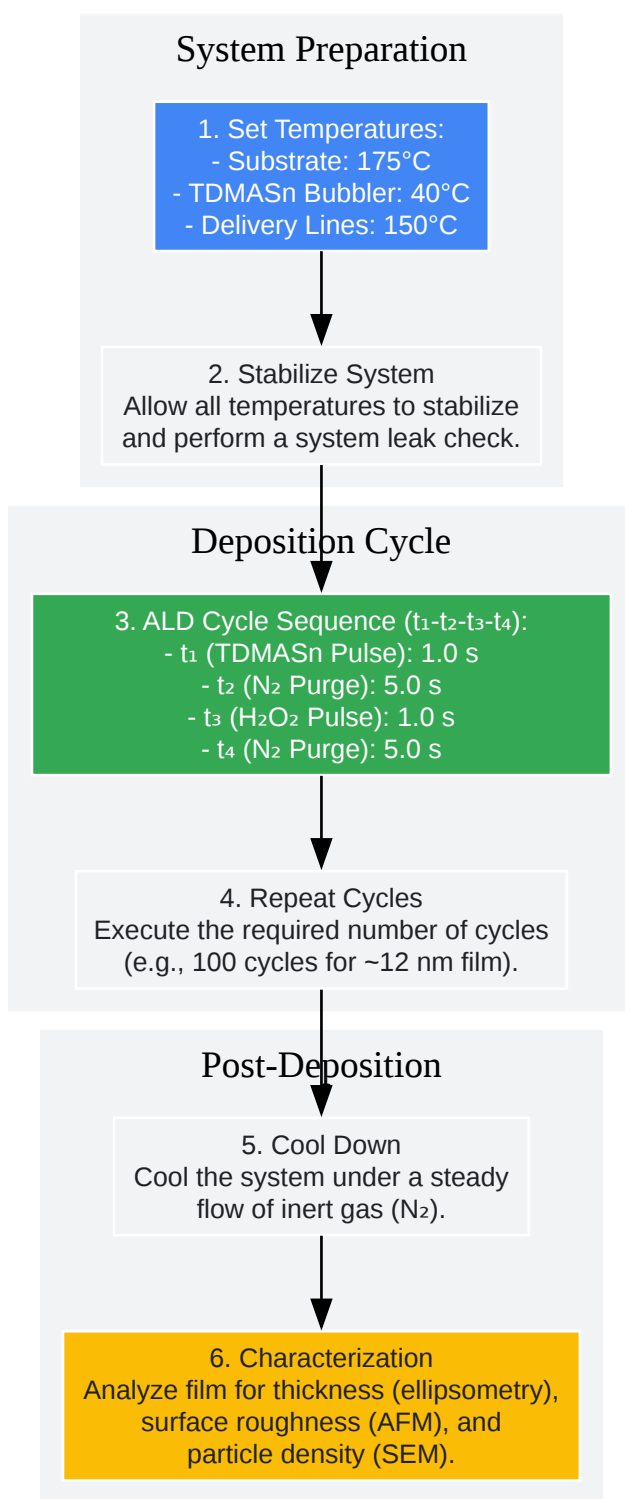 System Preparation
1. Set Temperatures:
- Substrate: 175°C
- TDMASn Bubbler: 40°C
- Delivery Lines: 150°C
2. Stabilize System
Allow all temperatures to stabilize
and perform a system leak check.
Deposition Cycle
3. ALD Cycle Sequence (t₁-t₂-t₃-t₄):
- t₁ (TDMASn Pulse): 1.0 s
- t₂ (N₂ Purge): 5.0 s
- t₃ (H₂O₂ Pulse): 1.0 s
- t₄ (N₂ Purge): 5.0 s
4. Repeat Cycles
Execute the required number of cycles
(e.g., 100 cycles for ~12 nm film).
Post-Deposition
5. Cool Down
Cool the system under a steady
flow of inert gas (N₂).
6. Characterization
Analyze film for thickness (ellipsometry),
surface roughness (AFM), and
particle density (SEM).